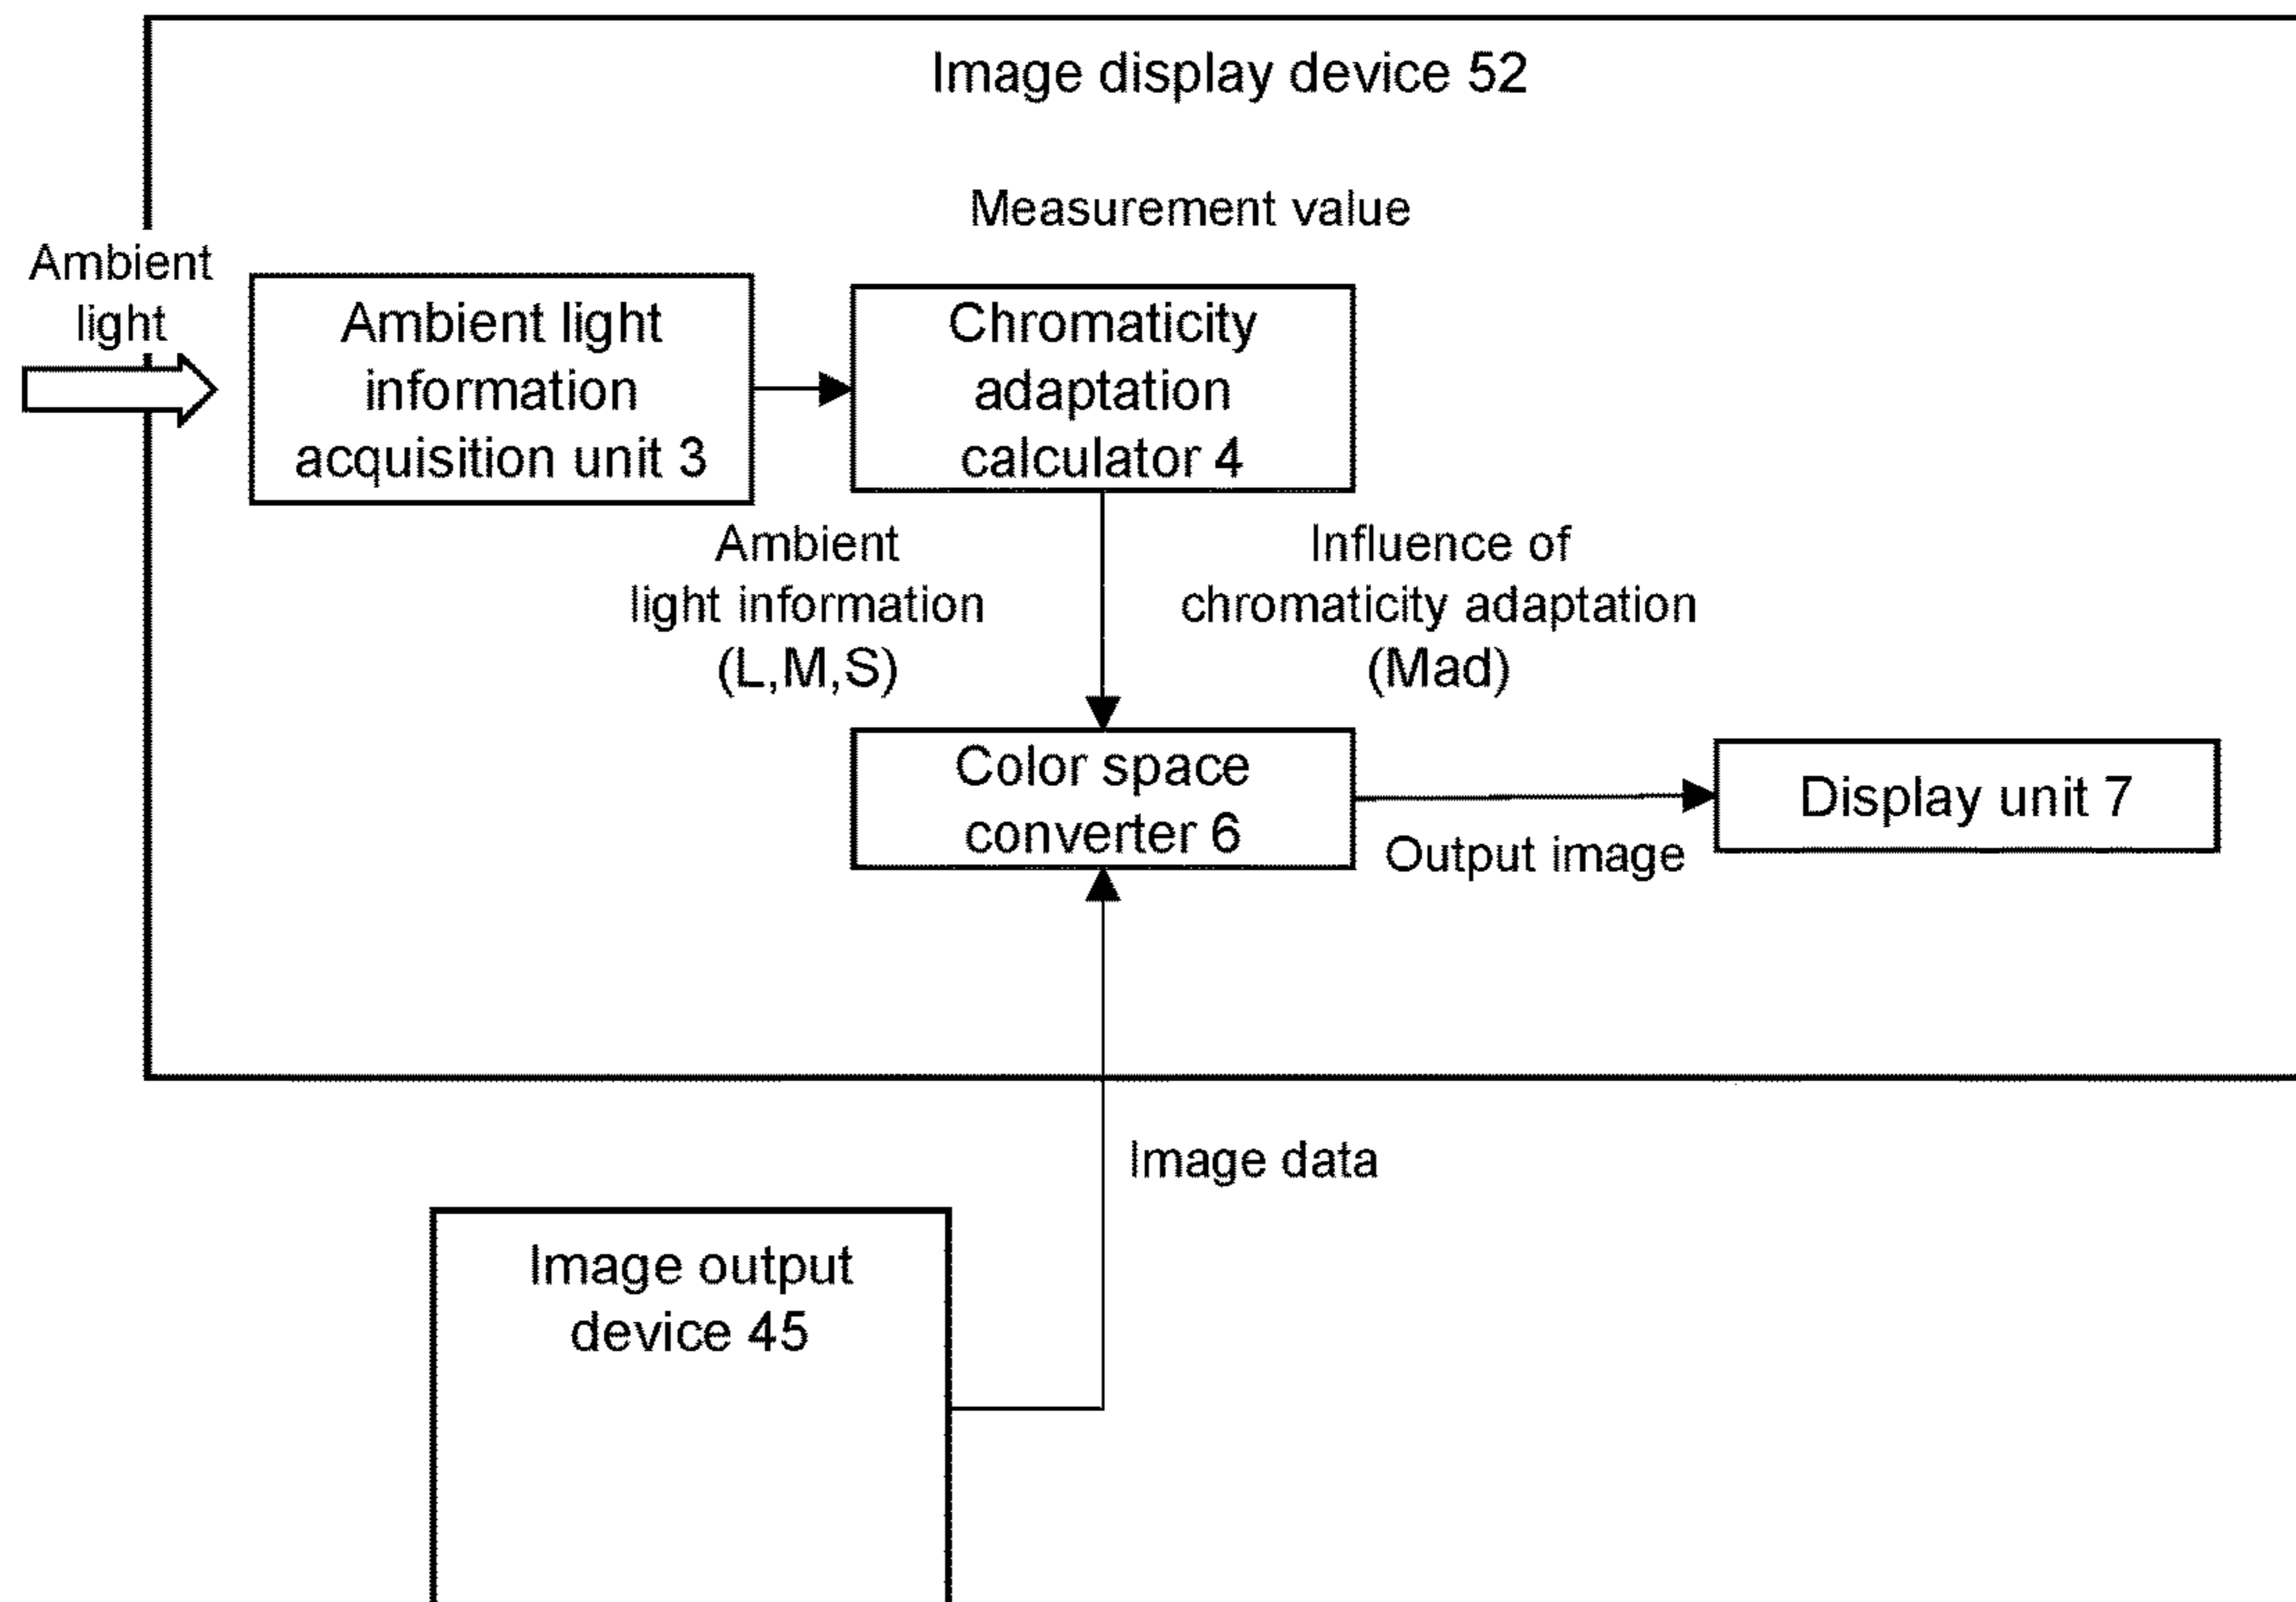 Image display device 52
Measurement value
Ambient
light
Ambient light
information
acquisition unit 3
Chromaticity
adaptation
calculator 4
Ambient
light information
(L,M,S)
Influence of
chromaticity adaptation
(Mad)
Color space
converter 6
Output image
Display unit 7
Image data
Image output
device 45